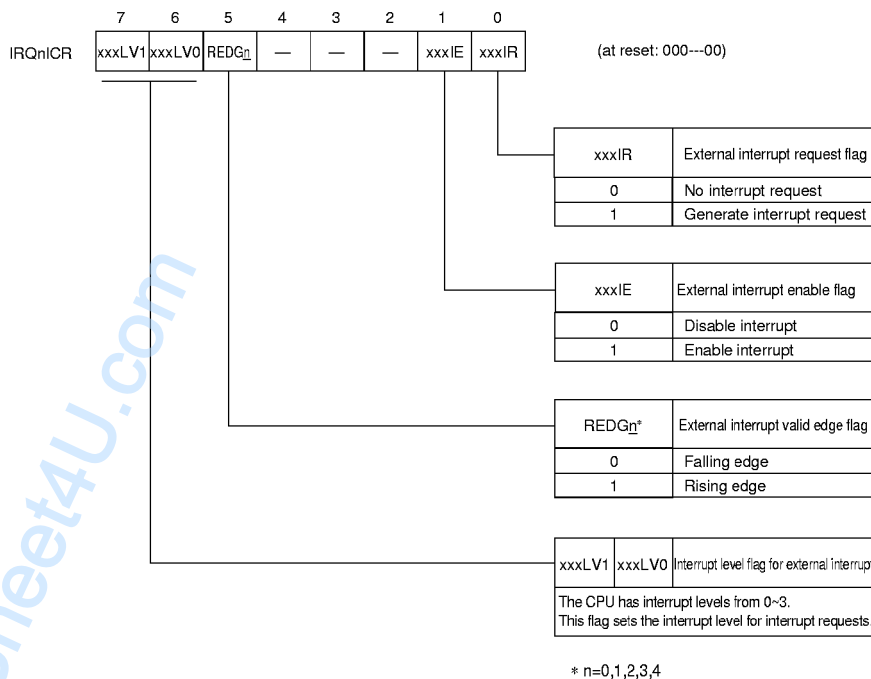 7 6 5 4 3 2 1 0
IRQnICR xxxLV1 xxxLV0 REDGn — — — xxxIE xxxIR (at reset: 000---00)
xxxIR External interrupt request flag
0 No interrupt request
1 Generate interrupt request
xxxIE External interrupt enable flag
0 Disable interrupt
1 Enable interrupt
REDGn* External interrupt valid edge flag
0 Falling edge
1 Rising edge
xxxLV1 xxxLV0 Interrupt level flag for external interrup
The CPU has interrupt levels from 0~3.
This flag sets the interrupt level for interrupt requests.
* n=0,1,2,3,4
heet4U.com